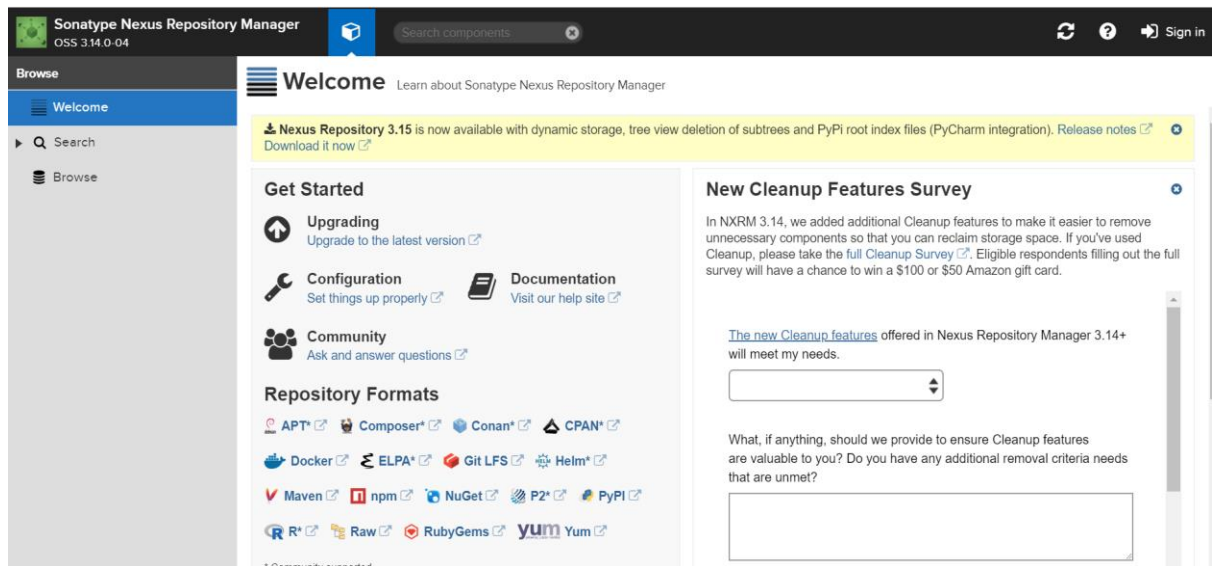 Sonatype Nexus Repository Manager
OSS 3.14.0-04
Search components
Sign in
Browse
Welcome
Search
Browse
Welcome Learn about Sonatype Nexus Repository Manager
Nexus Repository 3.15 is now available with dynamic storage, tree view deletion of subtrees and PyPi root index files (PyCharm integration). Release notes
Download it now
Get Started
Upgrading
Upgrade to the latest version
Configuration
Set things up properly
Documentation
Visit our help site
Community
Ask and answer questions
Repository Formats
APT* Composer* Conan* CPAN*
Docker ELPA* Git LFS Helm*
Maven npm NuGet P2* PyPI
R* Raw RubyGems yum Yum
* Community supported
New Cleanup Features Survey
In NXRM 3.14, we added additional Cleanup features to make it easier to remove
unnecessary components so that you can reclaim storage space. If you've used
Cleanup, please take the full Cleanup Survey. Eligible respondents filling out the full
survey will have a chance to win a $100 or $50 Amazon gift card.
The new Cleanup features offered in Nexus Repository Manager 3.14+
will meet my needs.
What, if anything, should we provide to ensure Cleanup features
are valuable to you? Do you have any additional removal criteria needs
that are unmet?